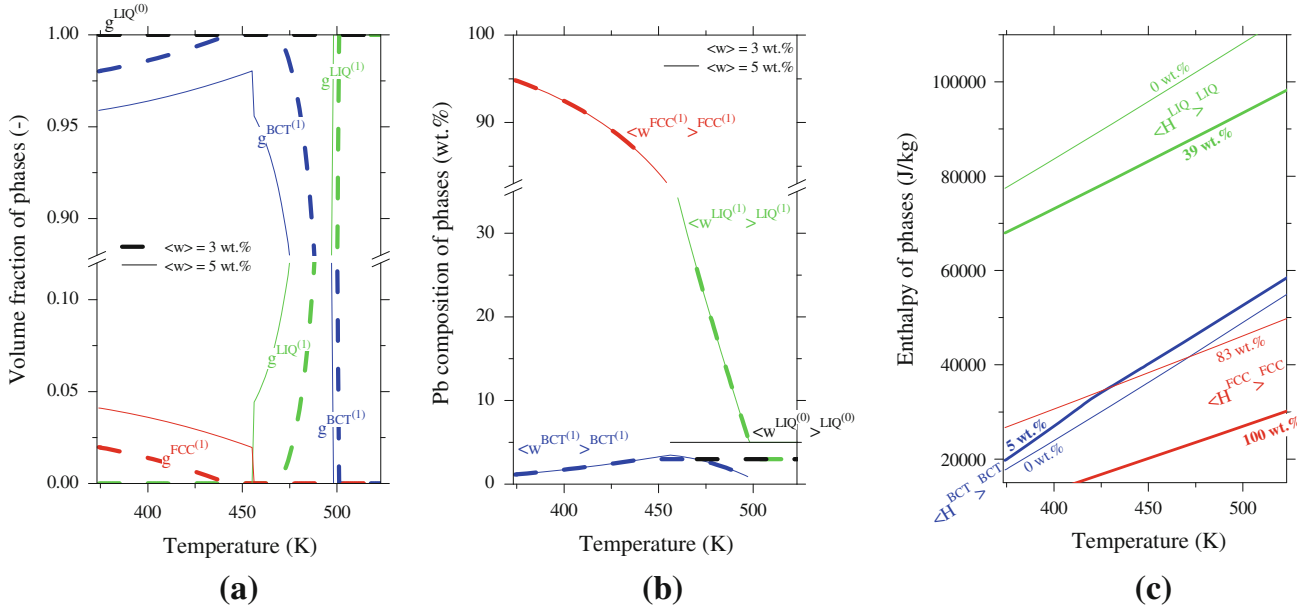 g^LIQ(0)
1.00
0.95
0.90
0.10
0.05
0.00
Volume fraction of phases (-)
g^LIQ(1)
g^BCT(1)
<w> = 3 wt.%
<w> = 5 wt.%
g^LIQ(1)
g^BCT(1)
g^FCC(1)
400 450 500
Temperature (K)
(a)
100
90
30
20
10
0
Pb composition of phases (wt.%)
<w> = 3 wt.%
<w> = 5 wt.%
<w^FCC(1)>^FCC(1)
<w^LIQ(1)>^LIQ(1)
<w^LIQ(0)>^LIQ(0)
<w^BCT(1)>^BCT(1)
400 450 500
Temperature (K)
(b)
100000
80000
60000
40000
20000
Enthalpy of phases (J/kg)
0 wt.%
<H^LIQ>^LIQ
39 wt.%
83 wt.%
<H^FCC>^FCC
100 wt.%
5 wt.%
0 wt.%
<H^BCT>^BCT
400 450 500
Temperature (K)
(c)